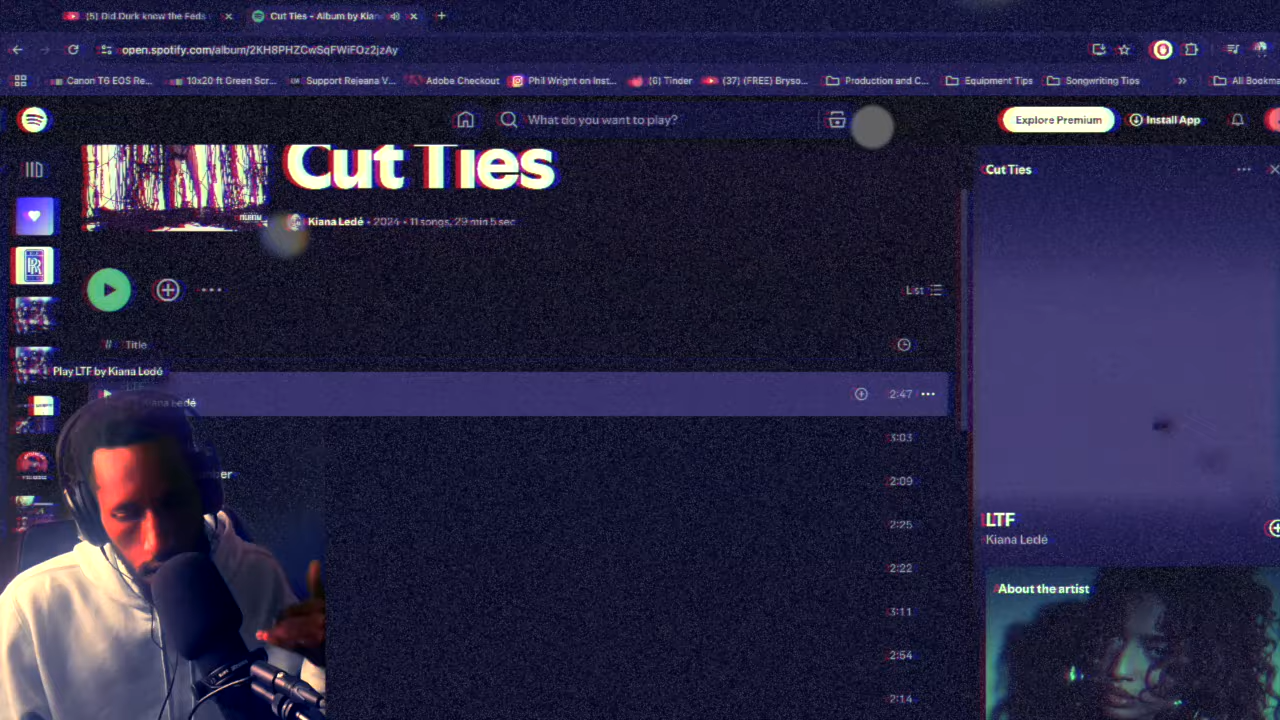 (5) Did Durk know the Feds
Cut Ties - Album by Kian
open.spotify.com/album/2KH8PHZCwSqFWiFOz2jzAy
Canon T6 EOS Re... 10x20 ft Green Scr... Support Rejeana V... Adobe Checkout Phil Wright on Inst... (6) Tinder (37) (FREE) Bryso... Production and C... Equipment Tips Songwriting Tips » All Bookma
What do you want to play?
Explore Premium
Install App
Cut Ties
Kiana Ledé • 2024 • 11 songs, 29 min 5 sec
List
# Title
Play LTF by Kiana Ledé
LTF
Kiana Ledé
2:47
3:03
2:09
2:25
2:22
3:11
2:54
2:14
Cut Ties
LTF
Kiana Ledé
About the artist